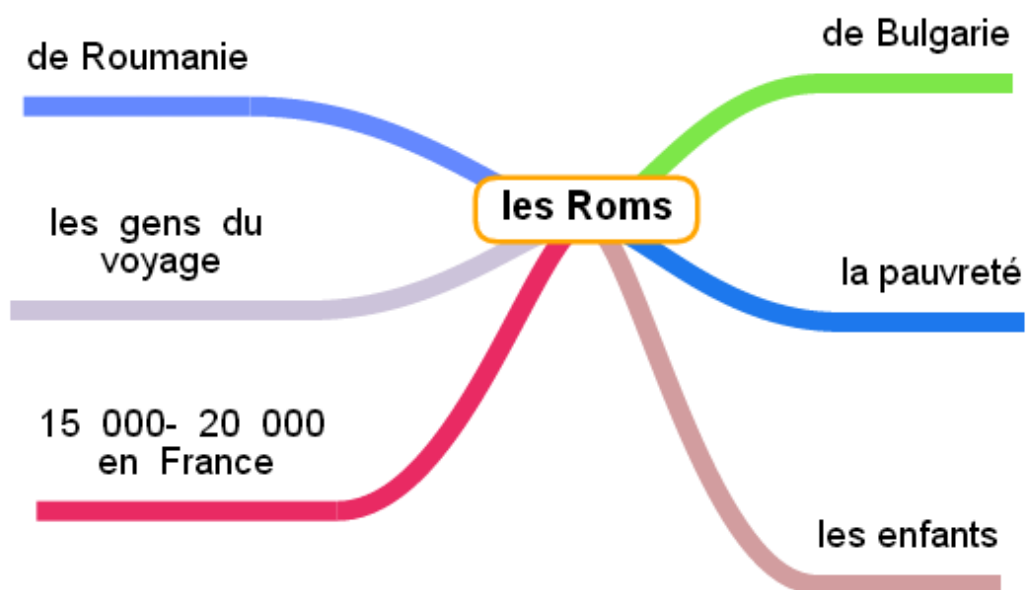 de Roumanie
de Bulgarie
les Roms
les gens du
voyage
la pauvreté
15 000- 20 000
en France
les enfants